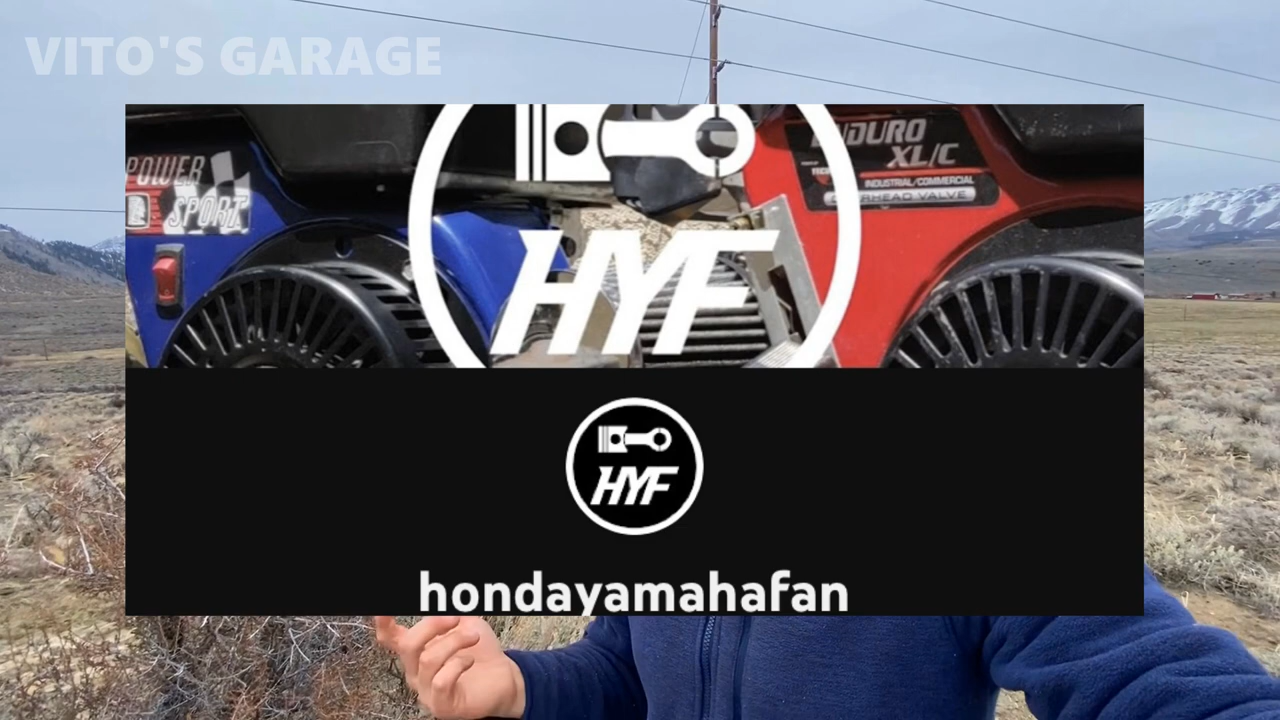 VITO'S GARAGE
POWER
SPORT
ENDURO
XL/C
INDUSTRIAL/COMMERCIAL
OVERHEAD VALVE
HYF
HYF
hondayamahafan